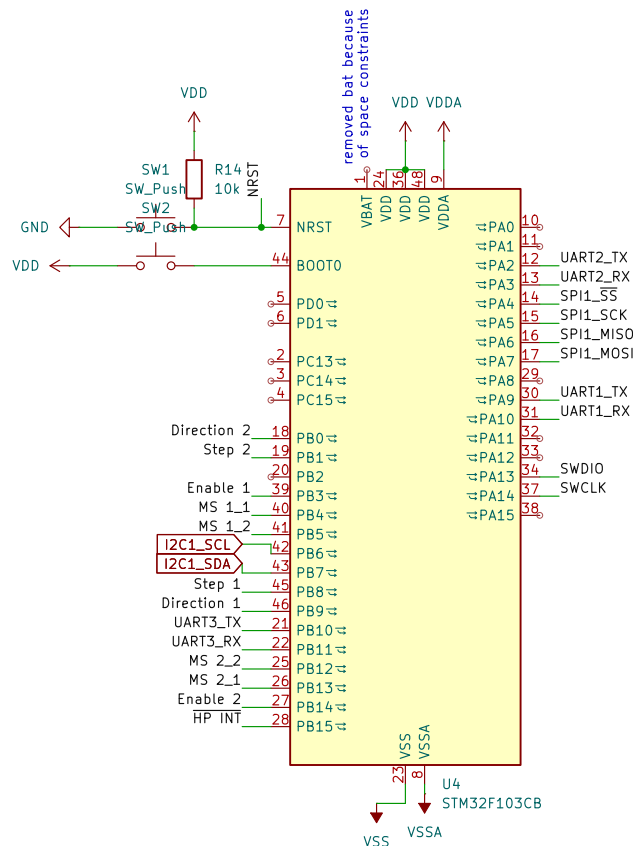 removed bat because
of space constraints
VDD
VDD
VDDA
SW1
SW_Push
SW2
SW_Push
R14
10k
NRST
1
24
36
48
9
VBAT
VDD
VDD
VDD
VDDA
GND
7
NRST
VDD
44
BOOT0
5
PD0
6
PD1
2
PC13
3
PC14
4
PC15
Direction 2
18
PB0
Step 2
19
PB1
20
PB2
Enable 1
39
PB3
MS 1_1
40
PB4
MS 1_2
41
PB5
I2C1_SCL
42
PB6
I2C1_SDA
43
PB7
Step 1
45
PB8
Direction 1
46
PB9
UART3_TX
21
PB10
UART3_RX
22
PB11
MS 2_2
25
PB12
MS 2_1
26
PB13
Enable 2
27
PB14
HP INT
28
PB15
PA0
10
PA1
11
PA2
12
UART2_TX
PA3
13
UART2_RX
PA4
14
SPI1_SS
PA5
15
SPI1_SCK
PA6
16
SPI1_MISO
PA7
17
SPI1_MOSI
PA8
29
PA9
30
UART1_TX
PA10
31
UART1_RX
PA11
32
PA12
33
PA13
34
SWDIO
PA14
37
SWCLK
PA15
38
VSS
VSSA
23
8
U4
STM32F103CB
VSS
VSSA